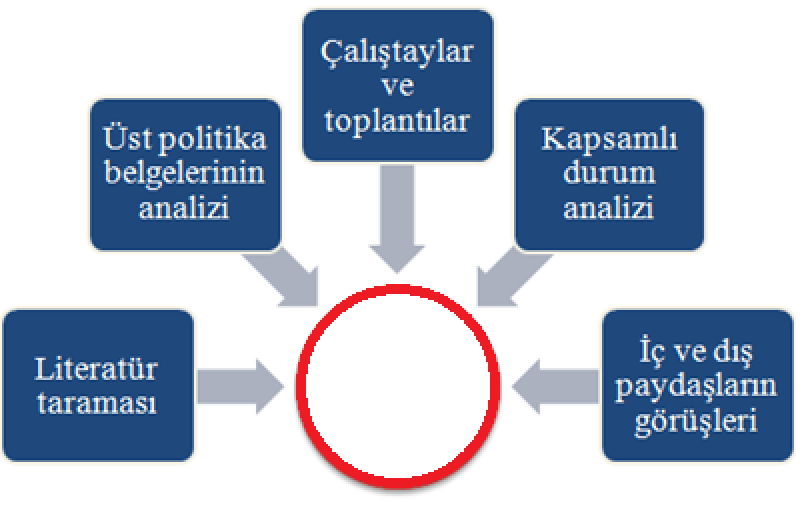 Çalıştaylar
ve
toplantılar
Üst politika
belgelerinin
analizi
Kapsamlı
durum
analizi
Literatür
taraması
İç ve dış
paydaşların
görüşleri